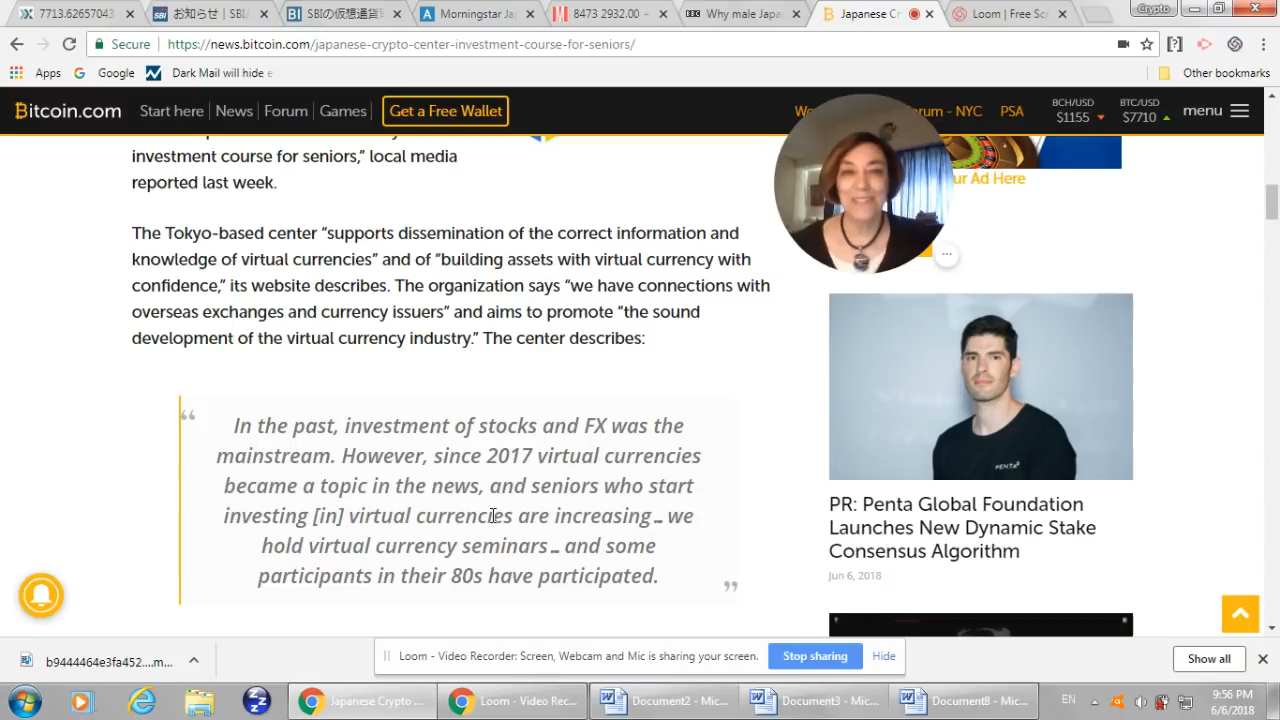 7713.62657043
お知らせ | SBI
SBIの仮想通貨
Morningstar Ja
8473 2932.00 –
Why male Japa
Japanese Cr
Loom | Free Scr
Crypto
Secure
https://news.bitcoin.com/japanese-crypto-center-investment-course-for-seniors/
Apps
Google
Dark Mail will hide e
Other bookmarks
Bitcoin.com
Start here
News
Forum
Games
Get a Free Wallet
Wo
orum - NYC
PSA
BCH/USD
$1155
BTC/USD
$7710
menu
investment course for seniors,” local media
reported last week.
ur Ad Here
The Tokyo-based center “supports dissemination of the correct information and
knowledge of virtual currencies” and of “building assets with virtual currency with
confidence,” its website describes. The organization says “we have connections with
overseas exchanges and currency issuers” and aims to promote “the sound
development of the virtual currency industry.” The center describes:
“ In the past, investment of stocks and FX was the
mainstream. However, since 2017 virtual currencies
became a topic in the news, and seniors who start
investing [in] virtual currencies are increasing…we
hold virtual currency seminars… and some
participants in their 80s have participated. ”
PENTA
PR: Penta Global Foundation
Launches New Dynamic Stake
Consensus Algorithm
Jun 6, 2018
b9444464e3fa452....m...
Loom - Video Recorder: Screen, Webcam and Mic is sharing your screen.
Stop sharing
Hide
Show all
Japanese Crypto ...
Loom - Video Rec...
Document2 - Mic...
Document3 - Mic...
Document8 - Mic...
EN
9:56 PM
6/6/2018